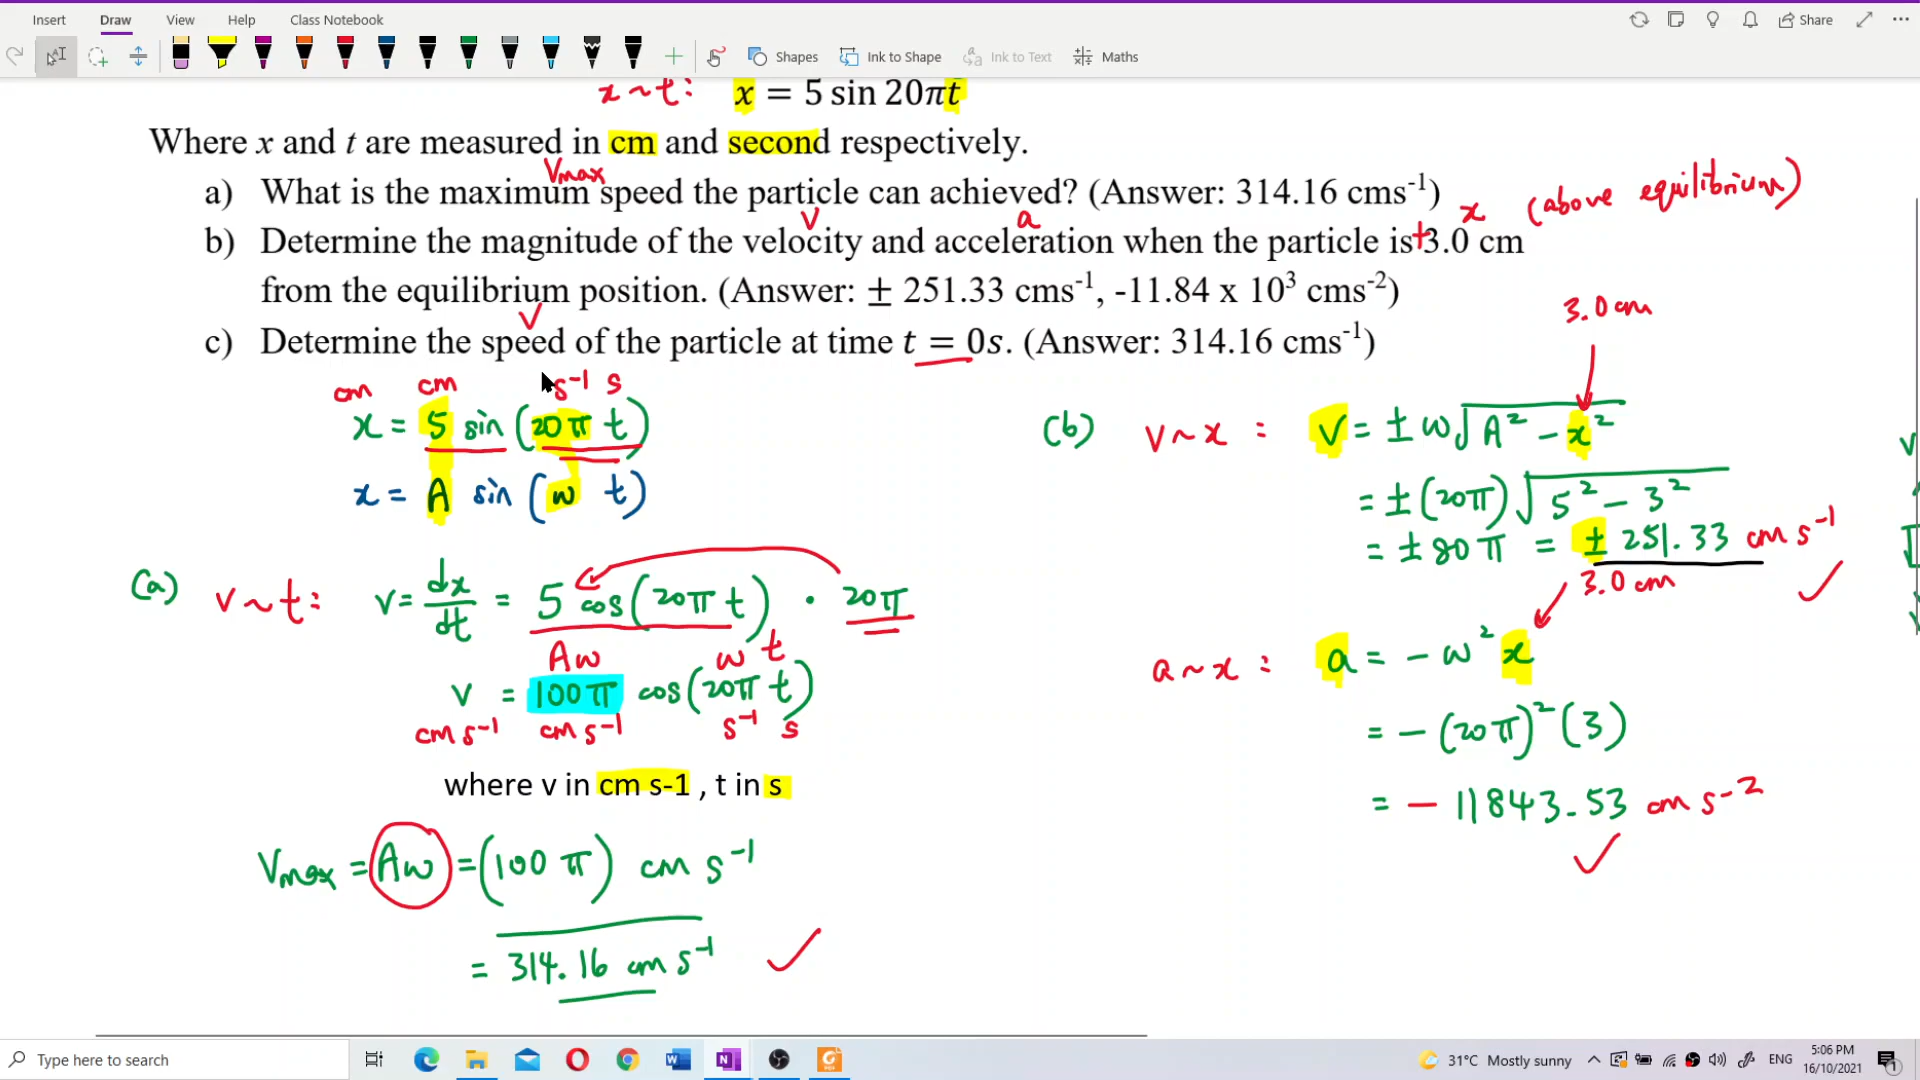 Insert Draw View Help Class Notebook Share
Shapes Ink to Shape Ink to Text Maths
x ~ t : x = 5 sin 20πt
Where x and t are measured in cm and second respectively.
Vmax
a) What is the maximum speed the particle can achieved? (Answer: 314.16 cms⁻¹)
v a x (above equilibrium)
b) Determine the magnitude of the velocity and acceleration when the particle is +3.0 cm
from the equilibrium position. (Answer: ± 251.33 cms⁻¹, -11.84 x 10³ cms⁻²)
v
c) Determine the speed of the particle at time t = 0s. (Answer: 314.16 cms⁻¹)
cm cm s⁻¹ s
x = 5 sin (20π t)
x = A sin (ω t)
(a) v ~ t : v = dx/dt = 5 cos(20π t) · 20π
Aω ω t
v = 100π cos(20π t)
cm s⁻¹ cm s⁻¹ s⁻¹ s
where v in cm s-1 , t in s
Vmax = Aω = (100 π) cm s⁻¹
= 314.16 cm s⁻¹
3.0 cm
(b) v ~ x : v = ± ω√(A² − x²)
= ± (20π) √(5² − 3²)
= ± 80 π = ± 251.33 cm s⁻¹
3.0 cm
a ~ x : a = − ω² x
= − (20π)² (3)
= − 11843.53 cm s⁻²
Type here to search
31°C Mostly sunny ENG 5:06 PM
16/10/2021